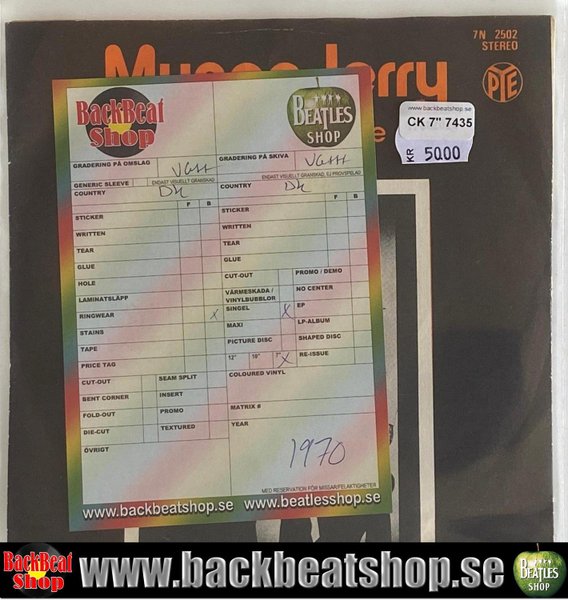 7N 2502
STEREO
Mungo Jerry
PYE
BackBeat
Shop
BEATLES
SHOP
www.backbeatshop.se
CK 7" 7435
KR 50.00
e
GRADERING PÅ OMSLAG VG++
GRADERING PÅ SKIVA VG++
ENDAST VISUELLT GRANSKAD
ENDAST VISUELLT GRANSKAD, EJ PROVSPELAD
GENERIC SLEEVE
COUNTRY DK
COUNTRY DK
F B
F B
STICKER
STICKER
WRITTEN
WRITTEN
TEAR
TEAR
GLUE
GLUE
HOLE
CUT-OUT
PROMO / DEMO
LAMINATSLÄPP
VÄRMESKADA /
VINYLBUBBLOR
NO CENTER
RINGWEAR X
SINGEL X
EP
STAINS
MAXI
LP-ALBUM
TAPE
PICTURE DISC
SHAPED DISC
PRICE TAG
12" 10" 7" X
RE-ISSUE
CUT-OUT
SEAM SPLIT
COLOURED VINYL
BENT CORNER
INSERT
FOLD-OUT
PROMO
MATRIX #
DIE-CUT
TEXTURED
YEAR
ÖVRIGT
1970
MED RESERVATION FÖR MISSAR/FELAKTIGHETER
www.backbeatshop.se www.beatlesshop.se
BackBeat
Shop
www.backbeatshop.se
BEATLES
SHOP